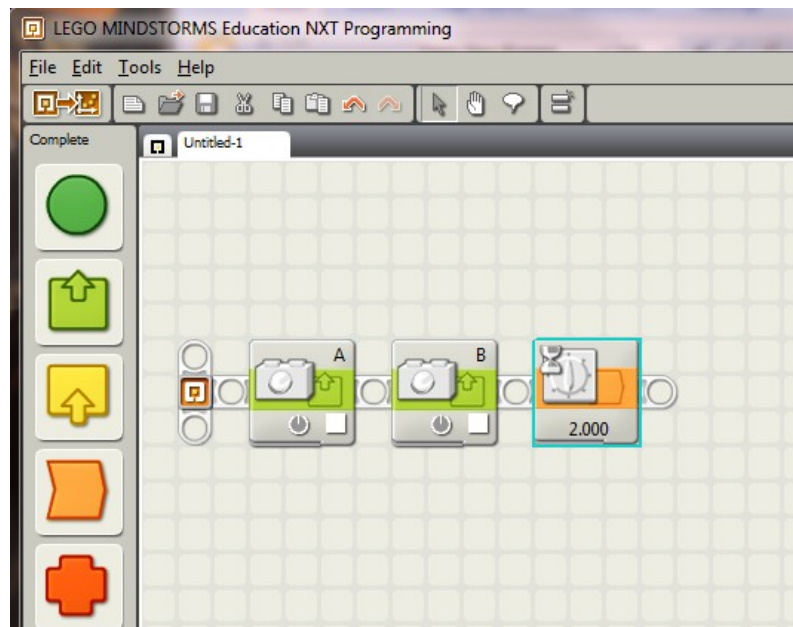 LEGO MINDSTORMS Education NXT Programming
File Edit Tools Help
Complete
Untitled-1
A
B
2.000